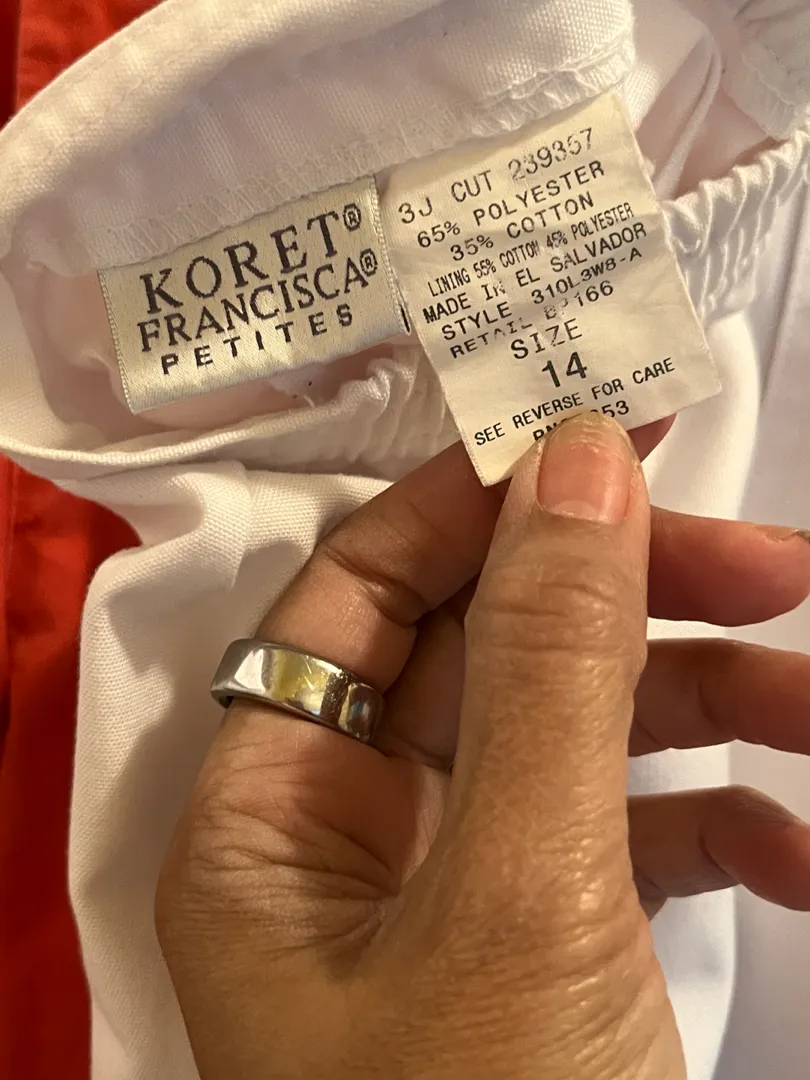 KORET®
FRANCISCA®
PETITES
3J CUT 239357
65% POLYESTER
35% COTTON
LINING 55% COTTON 45% POLYESTER
MADE IN EL SALVADOR
STYLE 310L3W8-A
RETAIL
SIZE
14
SEE REVERSE FOR CARE